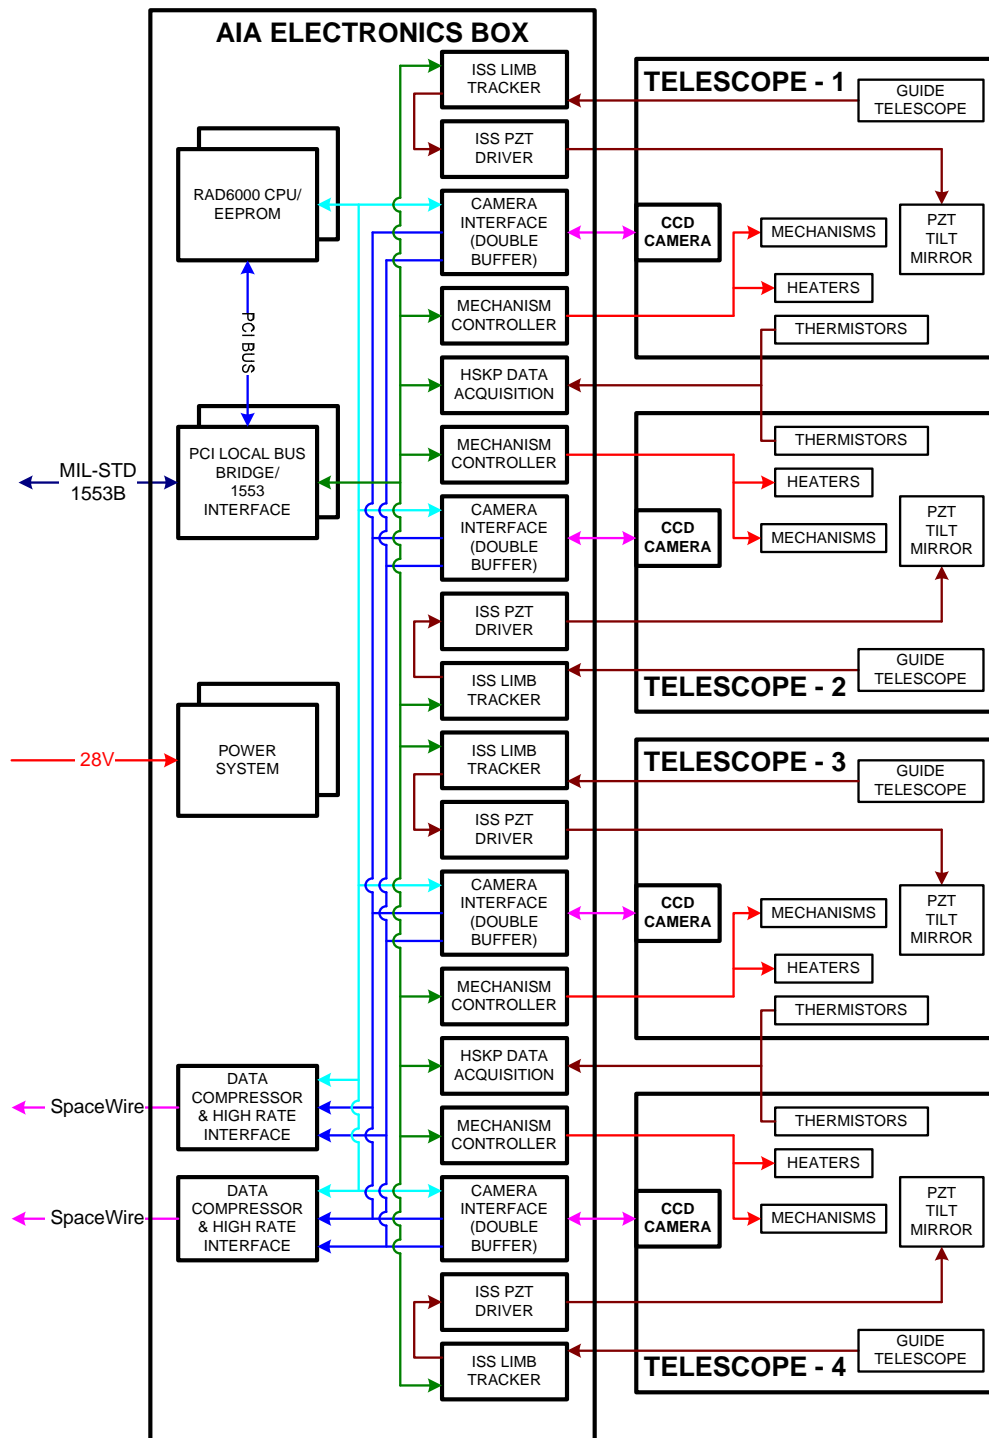 AIA ELECTRONICS BOX
ISS LIMB
TRACKER
ISS PZT
DRIVER
RAD6000 CPU/
EEPROM
CAMERA
INTERFACE
(DOUBLE
BUFFER)
MECHANISM
CONTROLLER
PCI BUS
HSKP DATA
ACQUISITION
MECHANISM
CONTROLLER
MIL-STD
1553B
PCI LOCAL BUS
BRIDGE/
1553
INTERFACE
CAMERA
INTERFACE
(DOUBLE
BUFFER)
ISS PZT
DRIVER
ISS LIMB
TRACKER
28V
POWER
SYSTEM
ISS LIMB
TRACKER
ISS PZT
DRIVER
CAMERA
INTERFACE
(DOUBLE
BUFFER)
MECHANISM
CONTROLLER
HSKP DATA
ACQUISITION
SpaceWire
DATA
COMPRESSOR
& HIGH RATE
INTERFACE
MECHANISM
CONTROLLER
SpaceWire
DATA
COMPRESSOR
& HIGH RATE
INTERFACE
CAMERA
INTERFACE
(DOUBLE
BUFFER)
ISS PZT
DRIVER
ISS LIMB
TRACKER
TELESCOPE - 1
GUIDE
TELESCOPE
CCD
CAMERA
MECHANISMS
PZT
TILT
MIRROR
HEATERS
THERMISTORS
THERMISTORS
HEATERS
CCD
CAMERA
MECHANISMS
PZT
TILT
MIRROR
GUIDE
TELESCOPE
TELESCOPE - 2
TELESCOPE - 3
GUIDE
TELESCOPE
CCD
CAMERA
MECHANISMS
PZT
TILT
MIRROR
HEATERS
THERMISTORS
THERMISTORS
HEATERS
CCD
CAMERA
MECHANISMS
PZT
TILT
MIRROR
GUIDE
TELESCOPE
TELESCOPE - 4